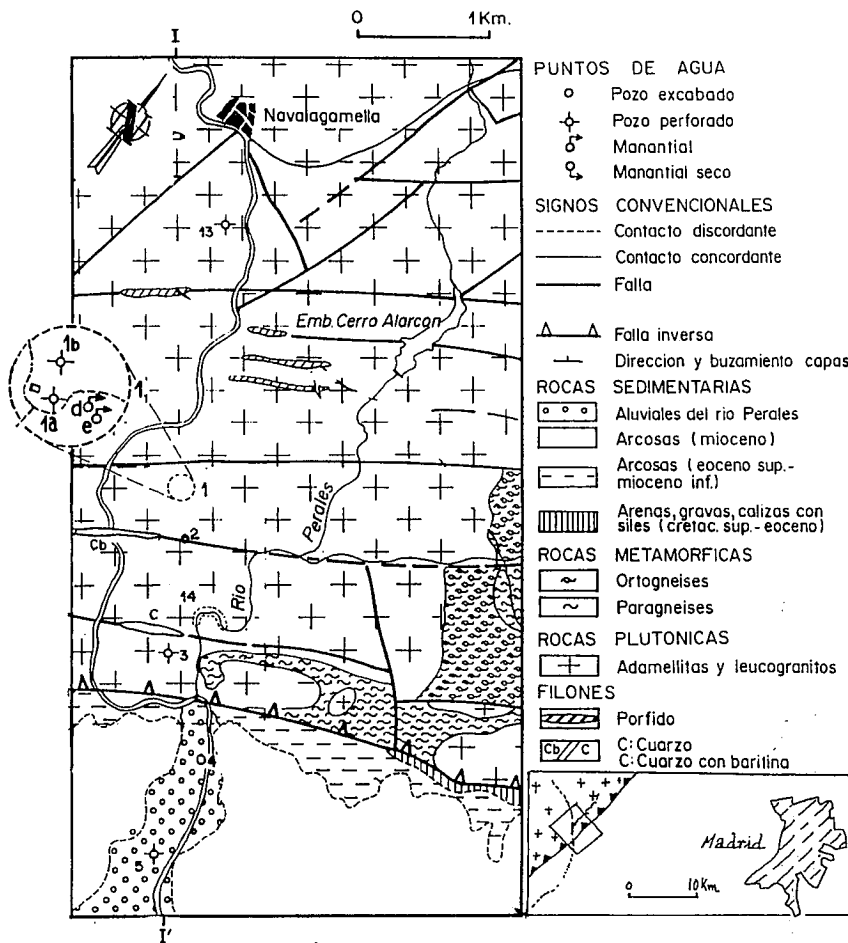 0 1Km.
I
Navalagamella
13
Emb. Cerro Alarcon
1b
1a
d
e
1
1
Perales
2
Cb
Rio
14
C
3
4
5
I'
PUNTOS DE AGUA
Pozo excabado
Pozo perforado
Manantial
Manantial seco
SIGNOS CONVENCIONALES
Contacto discordante
Contacto concordante
Falla
Falla inversa
Direccion y buzamiento capas
ROCAS SEDIMENTARIAS
Aluviales del rio Perales
Arcosas (mioceno)
Arcosas (eoceno sup.-
mioceno inf.)
Arenas, gravas, calizas con
siles (cretac. sup.-eoceno)
ROCAS METAMORFICAS
Ortogneises
Paragneises
ROCAS PLUTONICAS
Adamellitas y leucogranitos
FILONES
Porfido
Cb C
C: Cuarzo
C: Cuarzo con baritina
Madrid
0 10Km.